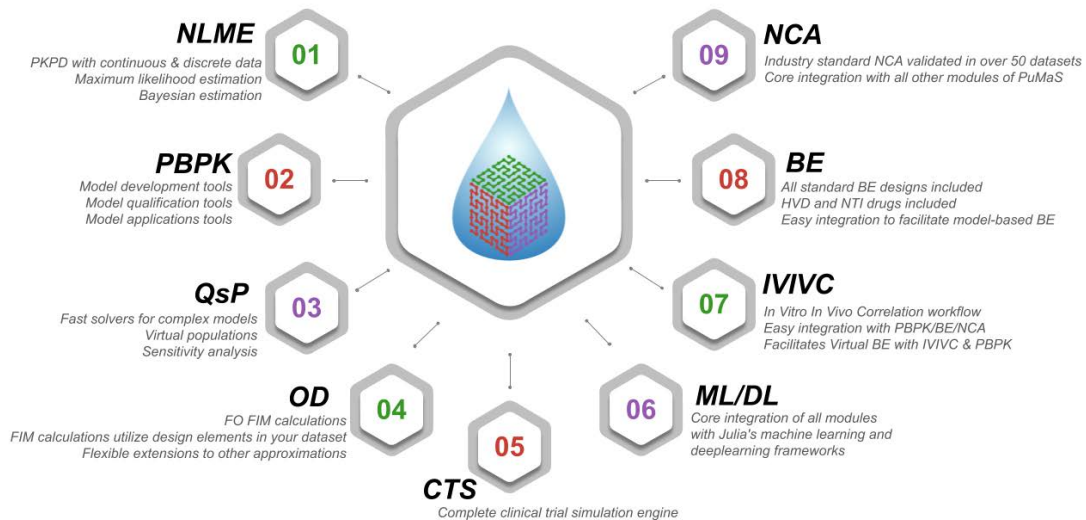 NLME
01
PKPD with continuous & discrete data
Maximum likelihood estimation
Bayesian estimation
PBPK
02
Model development tools
Model qualification tools
Model applications tools
QsP
03
Fast solvers for complex models
Virtual populations
Sensitivity analysis
OD
04
FO FIM calculations
FIM calculations utilize design elements in your dataset
Flexible extensions to other approximations
05
CTS
Complete clinical trial simulation engine
ML/DL
06
Core integration of all modules
with Julia's machine learning and
deeplearning frameworks
IVIVC
07
In Vitro In Vivo Correlation workflow
Easy integration with PBPK/BE/NCA
Facilitates Virtual BE with IVIVC & PBPK
BE
08
All standard BE designs included
HVD and NTI drugs included
Easy integration to facilitate model-based BE
NCA
09
Industry standard NCA validated in over 50 datasets
Core integration with all other modules of PuMaS